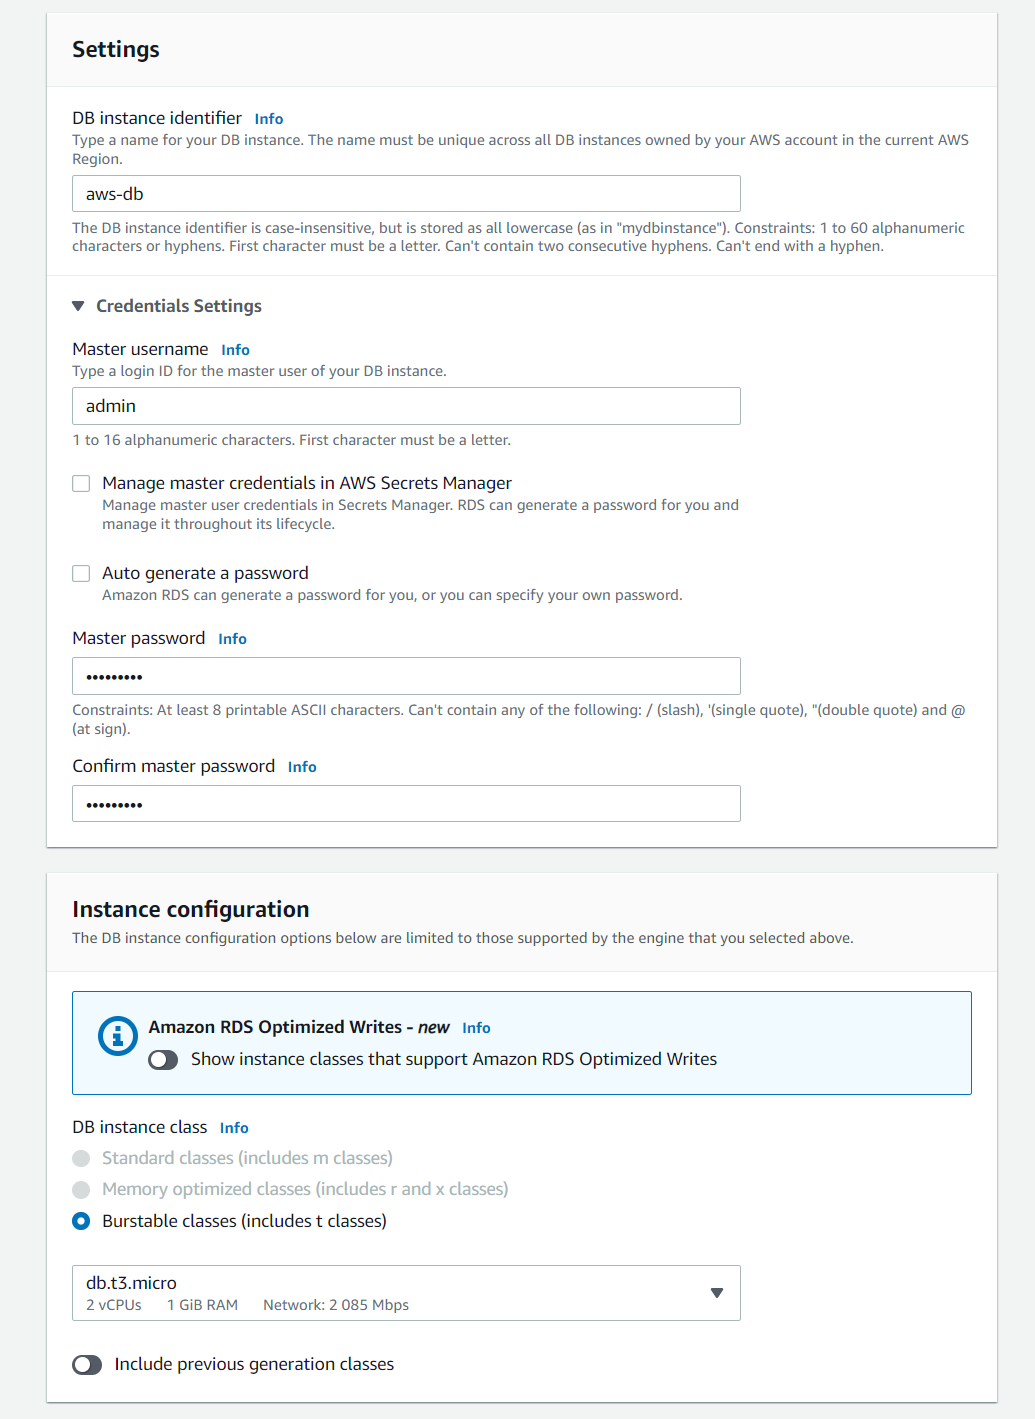 Settings
DB instance identifier Info
Type a name for your DB instance. The name must be unique across all DB instances owned by your AWS account in the current AWS
Region.
aws-db
The DB instance identifier is case-insensitive, but is stored as all lowercase (as in "mydbinstance"). Constraints: 1 to 60 alphanumeric
characters or hyphens. First character must be a letter. Can't contain two consecutive hyphens. Can't end with a hyphen.
Credentials Settings
Master username Info
Type a login ID for the master user of your DB instance.
admin
1 to 16 alphanumeric characters. First character must be a letter.
Manage master credentials in AWS Secrets Manager
Manage master user credentials in Secrets Manager. RDS can generate a password for you and
manage it throughout its lifecycle.
Auto generate a password
Amazon RDS can generate a password for you, or you can specify your own password.
Master password Info
•••••••••
Constraints: At least 8 printable ASCII characters. Can't contain any of the following: / (slash), '(single quote), "(double quote) and @
(at sign).
Confirm master password Info
•••••••••
Instance configuration
The DB instance configuration options below are limited to those supported by the engine that you selected above.
Amazon RDS Optimized Writes - new Info
Show instance classes that support Amazon RDS Optimized Writes
DB instance class Info
Standard classes (includes m classes)
Memory optimized classes (includes r and x classes)
Burstable classes (includes t classes)
db.t3.micro
2 vCPUs 1 GiB RAM Network: 2 085 Mbps
Include previous generation classes